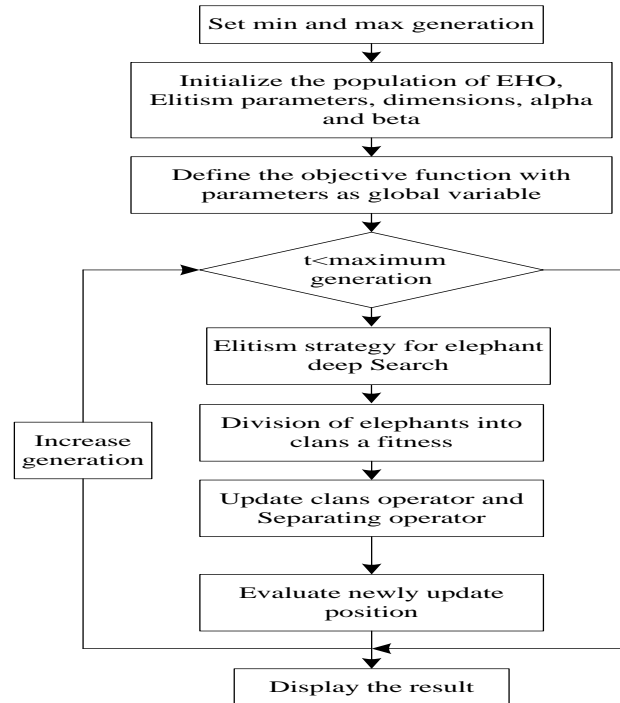 Set min and max generation
Initialize the population of EHO,
Elitism parameters, dimensions, alpha
and beta
Define the objective function with
parameters as global variable
t<maximum
generation
Elitism strategy for elephant
deep Search
Division of elephants into
clans a fitness
Increase
generation
Update clans operator and
Separating operator
Evaluate newly update
position
Display the result